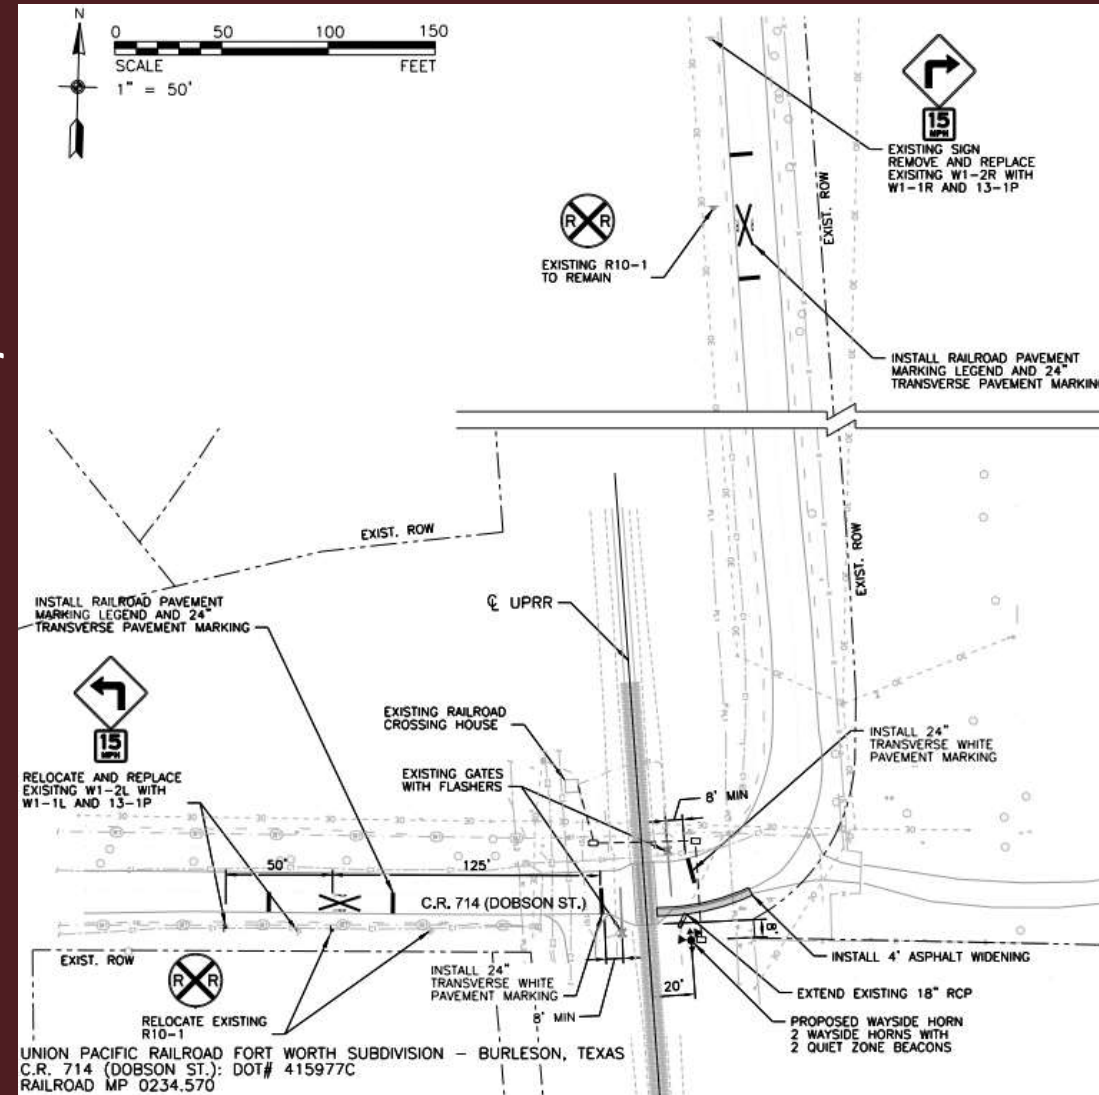 N
0 50 100 150
SCALE FEET
1" = 50'
15
MPH
EXISTING SIGN
REMOVE AND REPLACE
EXISITNG W1-2R WITH
W1-1R AND 13-1P
R R
EXISTING R10-1
TO REMAIN
EXIST. ROW
INSTALL RAILROAD PAVEMENT
MARKING LEGEND AND 24"
TRANSVERSE PAVEMENT MARKING
EXIST. ROW
EXIST. ROW
INSTALL RAILROAD PAVEMENT
MARKING LEGEND AND 24"
TRANSVERSE PAVEMENT MARKING
℄ UPRR
15
MPH
RELOCATE AND REPLACE
EXISITNG W1-2L WITH
W1-1L AND 13-1P
EXISTING RAILROAD
CROSSING HOUSE
EXISTING GATES
WITH FLASHERS
INSTALL 24"
TRANSVERSE WHITE
PAVEMENT MARKING
8' MIN
50' 125'
C.R. 714 (DOBSON ST.)
EXIST. ROW
R R
RELOCATE EXISTING
R10-1
INSTALL 24"
TRANSVERSE WHITE
PAVEMENT MARKING
8' MIN
20'
8'
INSTALL 4' ASPHALT WIDENING
EXTEND EXISTING 18" RCP
PROPOSED WAYSIDE HORN
2 WAYSIDE HORNS WITH
2 QUIET ZONE BEACONS
UNION PACIFIC RAILROAD FORT WORTH SUBDIVISION - BURLESON, TEXAS
C.R. 714 (DOBSON ST.): DOT# 415977C
RAILROAD MP 0234.570